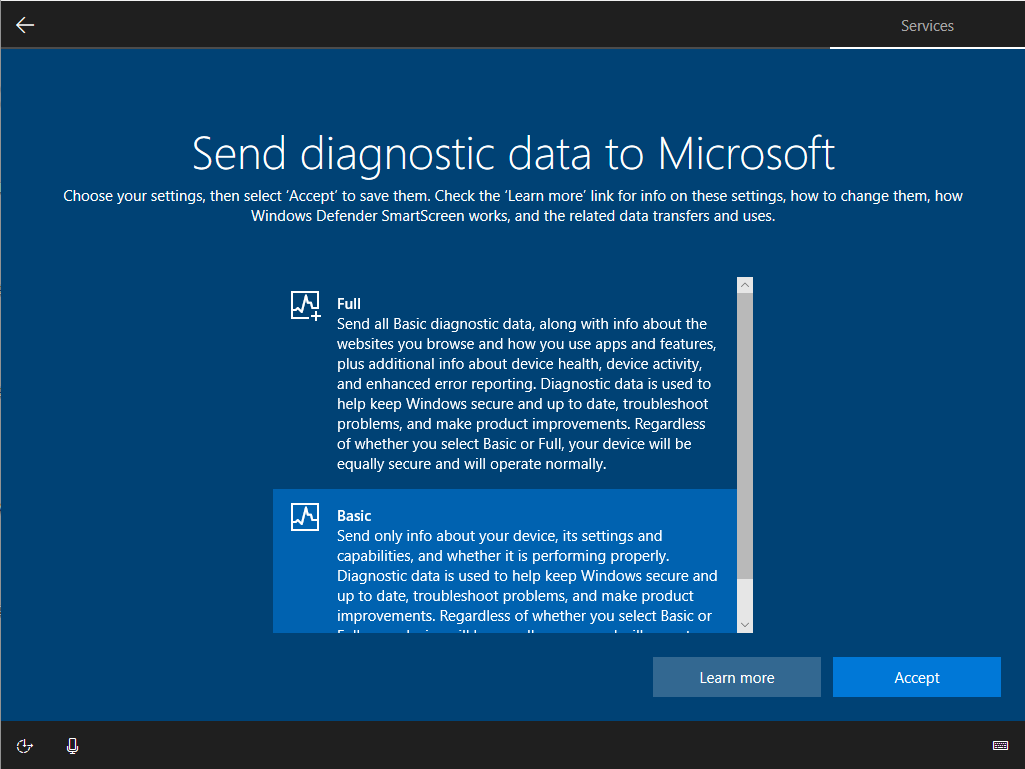 Services
Send diagnostic data to Microsoft
Choose your settings, then select ‘Accept’ to save them. Check the ‘Learn more’ link for info on these settings, how to change them, how
Windows Defender SmartScreen works, and the related data transfers and uses.
Full
Send all Basic diagnostic data, along with info about the
websites you browse and how you use apps and features,
plus additional info about device health, device activity,
and enhanced error reporting. Diagnostic data is used to
help keep Windows secure and up to date, troubleshoot
problems, and make product improvements. Regardless
of whether you select Basic or Full, your device will be
equally secure and will operate normally.
Basic
Send only info about your device, its settings and
capabilities, and whether it is performing properly.
Diagnostic data is used to help keep Windows secure and
up to date, troubleshoot problems, and make product
improvements. Regardless of whether you select Basic or
Learn more
Accept